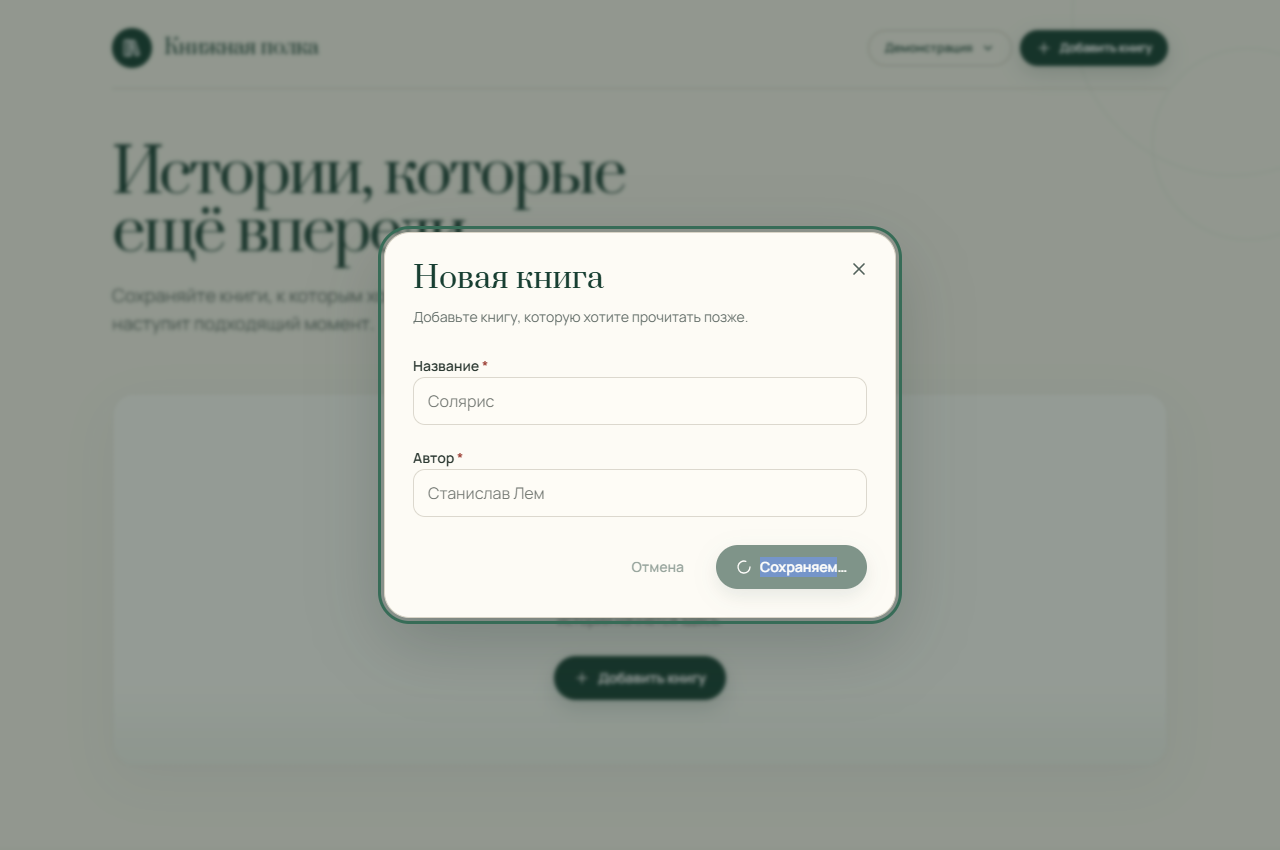 Книжная полка
Демонстрация
+ Добавить книгу
Истории, которые
ещё впереди
Сохраняйте книги, к которым
наступит подходящий момент.
Новая книга
Добавьте книгу, которую хотите прочитать позже.
Название *
Солярис
Автор *
Станислав Лем
Отмена
Сохраняем…
+ Добавить книгу